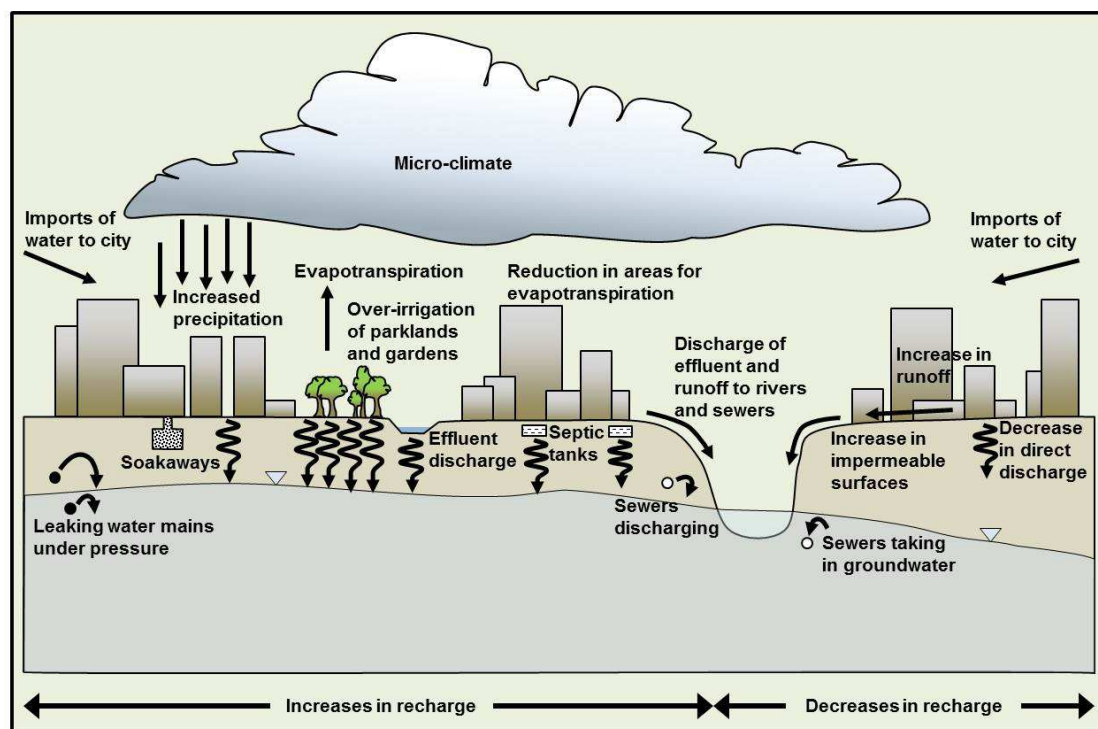 Micro-climate
Imports of
water to city
Imports of
water to city
Increased
precipitation
Evapotranspiration
Over-irrigation
of parklands
and gardens
Reduction in areas for
evapotranspiration
Discharge of
effluent and
runoff to rivers
and sewers
Increase in
runoff
Soakaways
Effluent
discharge
Septic
tanks
Increase in
impermeable
surfaces
Decrease
in direct
discharge
Leaking water mains
under pressure
Sewers
discharging
Sewers taking
in groundwater
Increases in recharge
Decreases in recharge